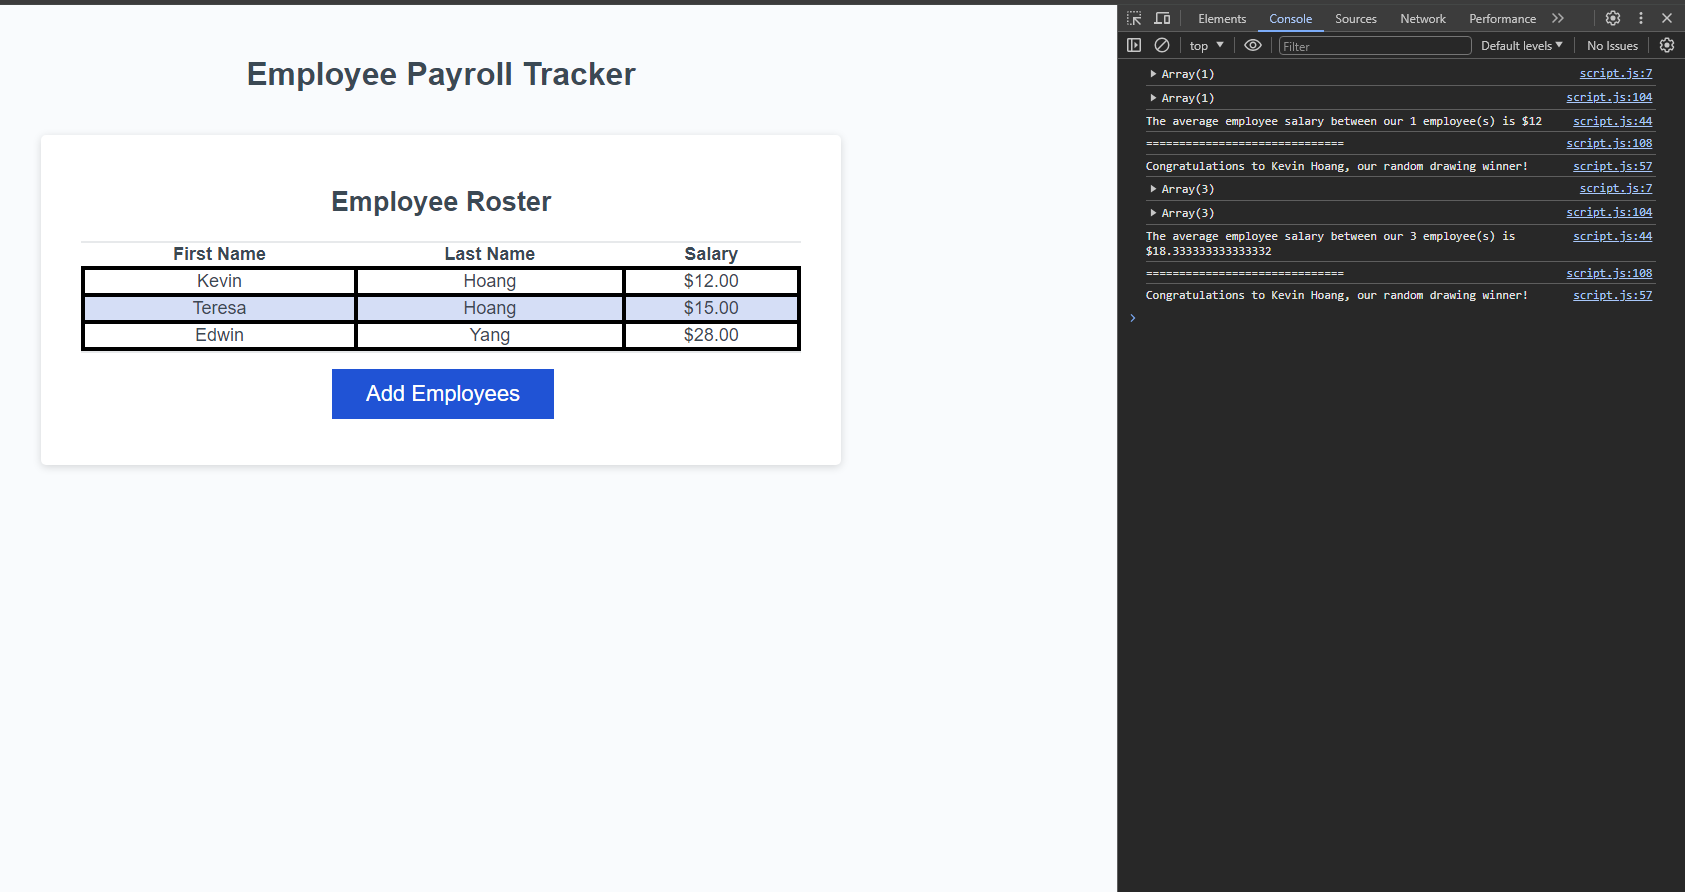 Employee Payroll Tracker
Employee Roster
First Name Last Name Salary
Kevin Hoang $12.00
Teresa Hoang $15.00
Edwin Yang $28.00
Add Employees
Elements Console Sources Network Performance
top Filter Default levels No Issues
Array(1) script.js:7
Array(1) script.js:104
The average employee salary between our 1 employee(s) is $12 script.js:44
============================== script.js:108
Congratulations to Kevin Hoang, our random drawing winner! script.js:57
Array(3) script.js:7
Array(3) script.js:104
The average employee salary between our 3 employee(s) is script.js:44
$18.333333333333332
============================== script.js:108
Congratulations to Kevin Hoang, our random drawing winner! script.js:57